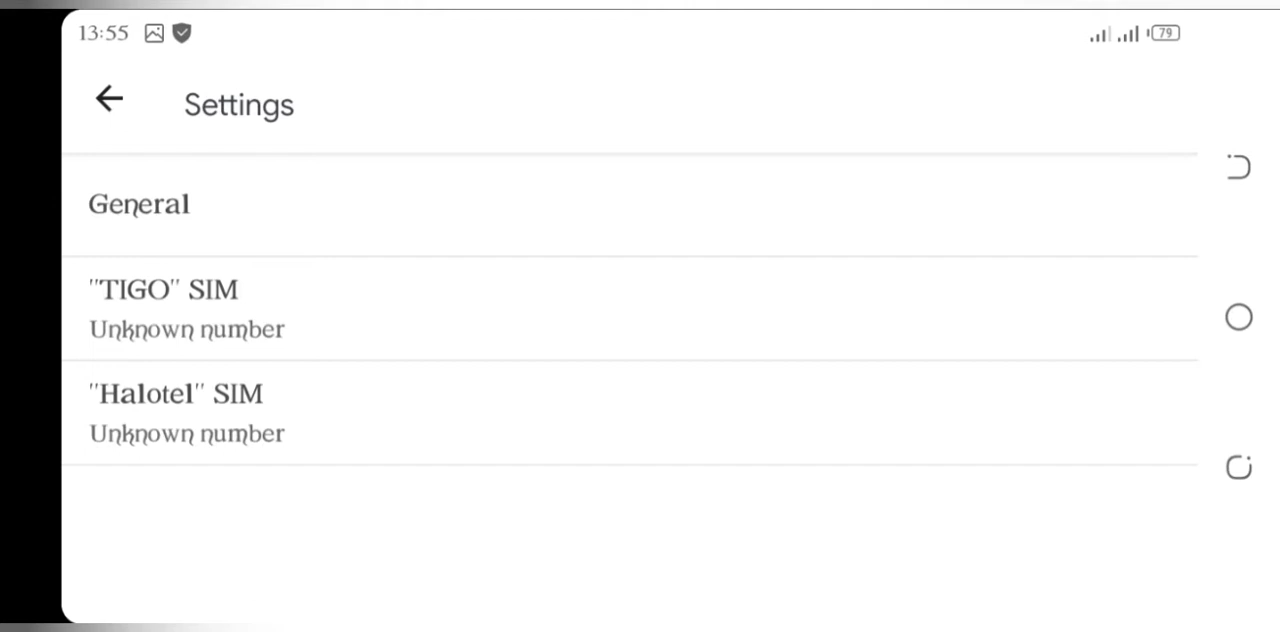 13:55
79
Settings
General
"TIGO" SIM
Unknown number
"Halotel" SIM
Unknown number